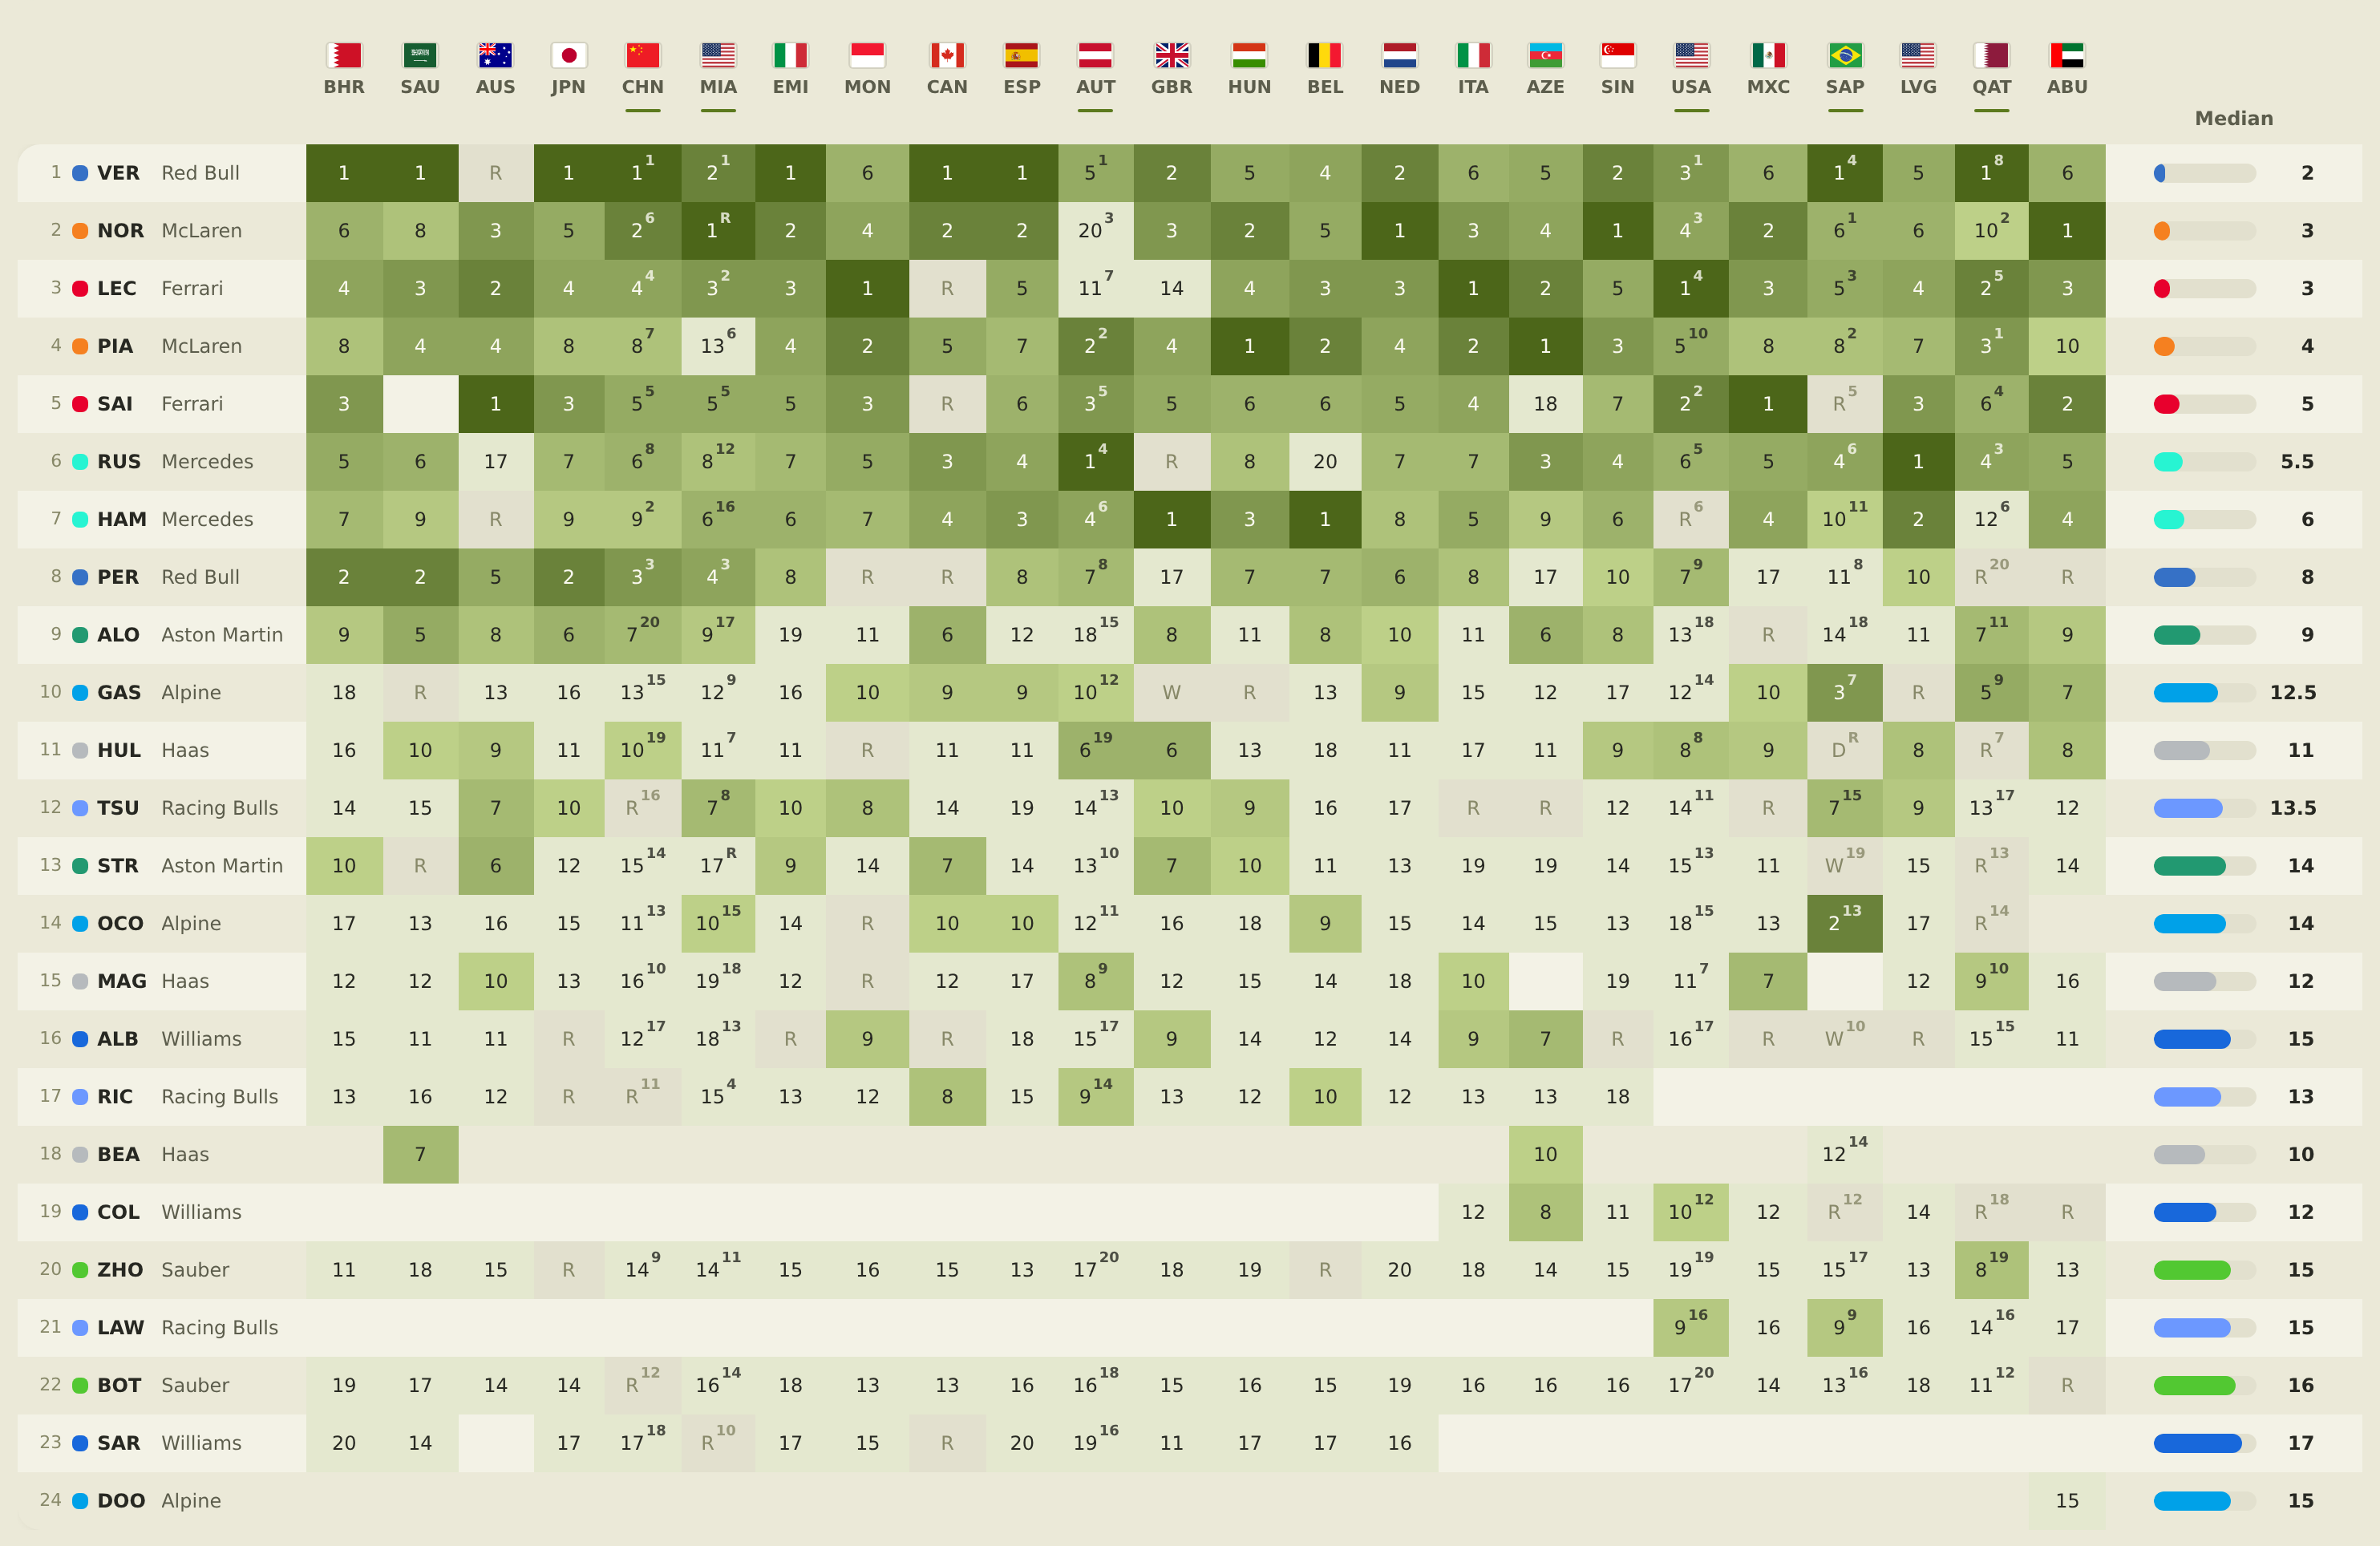 BHR SAU AUS JPN CHN MIA EMI MON CAN ESP AUT GBR HUN BEL NED ITA AZE SIN USA MXC SAP LVG QAT ABU
Median
1 VER Red Bull 1 1 R 1 1 1 2 1 1 6 1 1 5 1 2 5 4 2 6 5 2 3 1 6 1 4 5 1 8 6 2
2 NOR McLaren 6 8 3 5 2 6 1 R 2 4 2 2 20 3 3 2 5 1 3 4 1 4 3 2 6 1 6 10 2 1 3
3 LEC Ferrari 4 3 2 4 4 4 3 2 3 1 R 5 11 7 14 4 3 3 1 2 5 1 4 3 5 3 4 2 5 3 3
4 PIA McLaren 8 4 4 8 8 7 13 6 4 2 5 7 2 2 4 1 2 4 2 1 3 5 10 8 8 2 7 3 1 10 4
5 SAI Ferrari 3 1 3 5 5 5 5 5 3 R 6 3 5 5 6 6 5 4 18 7 2 2 1 R 5 3 6 4 2 5
6 RUS Mercedes 5 6 17 7 6 8 8 12 7 5 3 4 1 4 R 8 20 7 7 3 4 6 5 5 4 6 1 4 3 5 5.5
7 HAM Mercedes 7 9 R 9 9 2 6 16 6 7 4 3 4 6 1 3 1 8 5 9 6 R 6 4 10 11 2 12 6 4 6
8 PER Red Bull 2 2 5 2 3 3 4 3 8 R R 8 7 8 17 7 7 6 8 17 10 7 9 17 11 8 10 R 20 R 8
9 ALO Aston Martin 9 5 8 6 7 20 9 17 19 11 6 12 18 15 8 11 8 10 11 6 8 13 18 R 14 18 11 7 11 9 9
10 GAS Alpine 18 R 13 16 13 15 12 9 16 10 9 9 10 12 W R 13 9 15 12 17 12 14 10 3 7 R 5 9 7 12.5
11 HUL Haas 16 10 9 11 10 19 11 7 11 R 11 11 6 19 6 13 18 11 17 11 9 8 8 9 D R 8 R 7 8 11
12 TSU Racing Bulls 14 15 7 10 R 16 7 8 10 8 14 19 14 13 10 9 16 17 R R 12 14 11 R 7 15 9 13 17 12 13.5
13 STR Aston Martin 10 R 6 12 15 14 17 R 9 14 7 14 13 10 7 10 11 13 19 19 14 15 13 11 W 19 15 R 13 14 14
14 OCO Alpine 17 13 16 15 11 13 10 15 14 R 10 10 12 11 16 18 9 15 14 15 13 18 15 13 2 13 17 R 14 14
15 MAG Haas 12 12 10 13 16 10 19 18 12 R 12 17 8 9 12 15 14 18 10 19 11 7 7 12 9 10 16 12
16 ALB Williams 15 11 11 R 12 17 18 13 R 9 R 18 15 17 9 14 12 14 9 7 R 16 17 R W 10 R 15 15 11 15
17 RIC Racing Bulls 13 16 12 R R 11 15 4 13 12 8 15 9 14 13 12 10 12 13 13 18 13
18 BEA Haas 7 10 12 14 10
19 COL Williams 12 8 11 10 12 12 R 12 14 R 18 R 12
20 ZHO Sauber 11 18 15 R 14 9 14 11 15 16 15 13 17 20 18 19 R 20 18 14 15 19 19 15 15 17 13 8 19 13 15
21 LAW Racing Bulls 9 16 16 9 9 16 14 16 17 15
22 BOT Sauber 19 17 14 14 R 12 16 14 18 13 13 16 16 18 15 16 15 19 16 16 16 17 20 14 13 16 18 11 12 R 16
23 SAR Williams 20 14 17 17 18 R 10 17 15 R 20 19 16 11 17 17 16 17
24 DOO Alpine 15 15